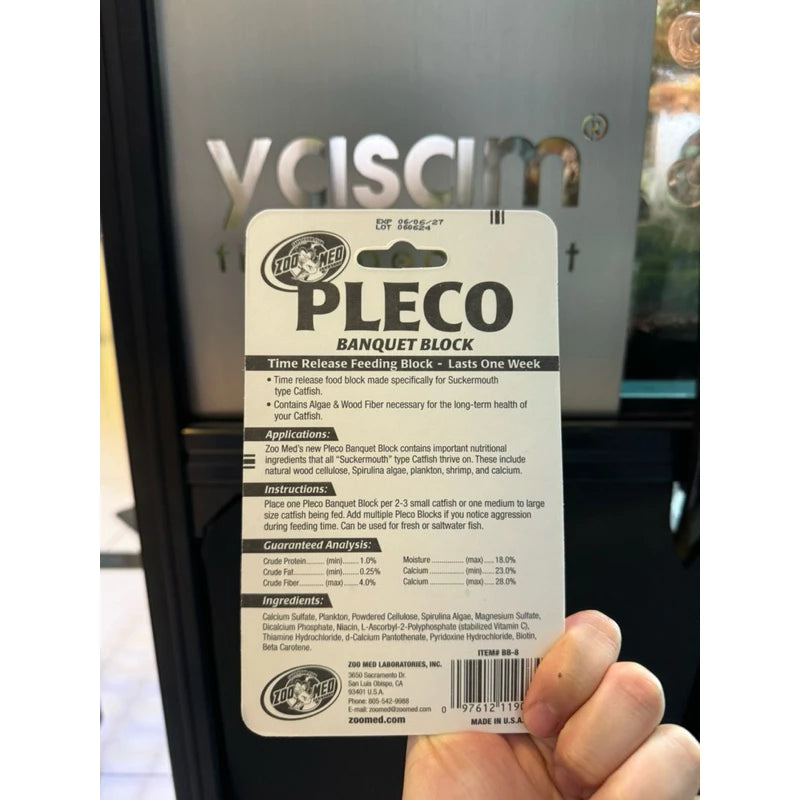 yasam®
EXP 06/06/27
LOT 060624
ZOO MED
PLECO
BANQUET BLOCK
Time Release Feeding Block - Lasts One Week
• Time release food block made specifically for Suckermouth
type Catfish.
• Contains Algae & Wood Fiber necessary for the long-term health of
your Catfish.
Applications:
Zoo Med's new Pleco Banquet Block contains important nutritional
ingredients that all "Suckermouth" type Catfish thrive on. These include
natural wood cellulose, Spirulina algae, plankton, shrimp, and calcium.
Instructions:
Place one Pleco Banquet Block per 2-3 small catfish or one medium to large
size catfish being fed. Add multiple Pleco Blocks if you notice aggression
during feeding time. Can be used for fresh or saltwater fish.
Guaranteed Analysis:
Crude Protein........ (min)....... 1.0%
Crude Fat............. (min)....... 0.25%
Crude Fiber.......... (max)....... 4.0%
Moisture .............. (max)..... 18.0%
Calcium ............... (min)...... 23.0%
Calcium ............... (max)..... 28.0%
Ingredients:
Calcium Sulfate, Plankton, Powdered Cellulose, Spirulina Algae, Magnesium Sulfate,
Dicalcium Phosphate, Niacin, L-Ascorbyl-2-Polyphosphate (stabilized Vitamin C),
Thiamine Hydrochloride, d-Calcium Pantothenate, Pyridoxine Hydrochloride, Biotin,
Beta Carotene.
ITEM# BB-8
ZOO MED
ZOO MED LABORATORIES, INC.
3650 Sacramento Dr.
San Luis Obispo, CA
93401 U.S.A.
Phone: 805-542-9988
E-mail: zoomed@zoomed.com
zoomed.com
0 97612 1190
MADE IN U.S.A.